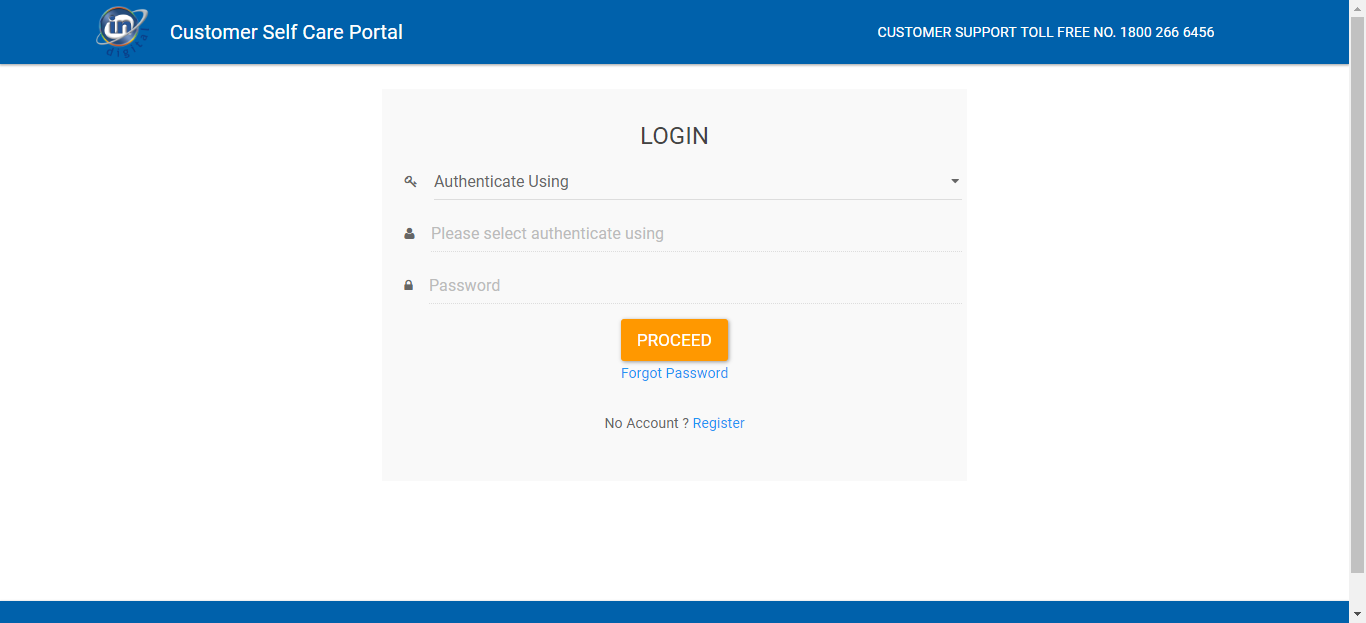 in
digital
Customer Self Care Portal
CUSTOMER SUPPORT TOLL FREE NO. 1800 266 6456
LOGIN
Authenticate Using
Please select authenticate using
Password
PROCEED
Forgot Password
No Account ? Register